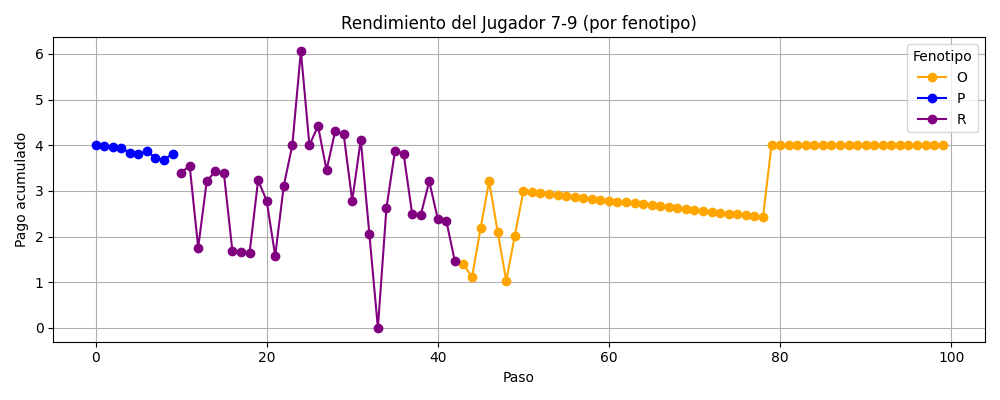 Rendimiento del Jugador 7-9 (por fenotipo)
Pago acumulado
6
5
4
3
2
1
0
Fenotipo
O
P
R
0 20 40 60 80 100
Paso